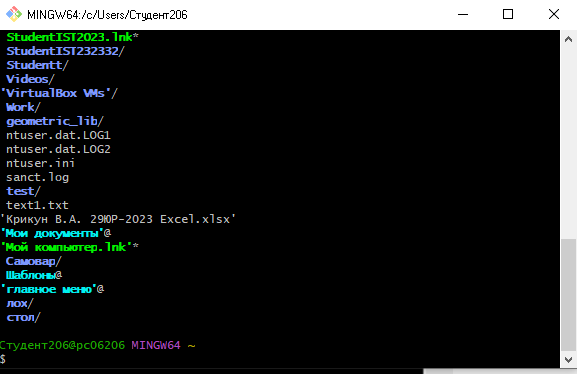 MINGW64:/c/Users/Студент206
StudentIST2023.lnk*
StudentIST232332/
Studentt/
Videos/
'VirtualBox VMs'/
Work/
geometric_lib/
ntuser.dat.LOG1
ntuser.dat.LOG2
ntuser.ini
sanct.log
test/
text1.txt
'Крикун В.А. 29ЮР-2023 Excel.xlsx'
'Мои документы'@
'Мой компьютер.lnk'*
Самовар/
Шаблоны@
'главное меню'@
лох/
стол/
Студент206@pc06206 MINGW64 ~
$